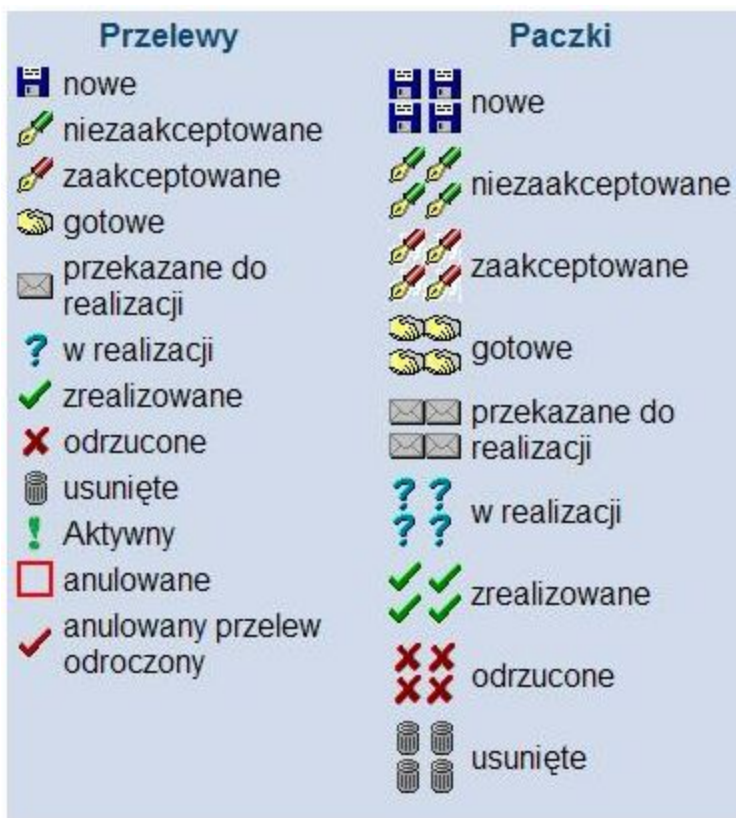 Przelewy
nowe
niezaakceptowane
zaakceptowane
gotowe
przekazane do
realizacji
w realizacji
zrealizowane
odrzucone
usunięte
Aktywny
anulowane
anulowany przelew
odroczony
Paczki
nowe
niezaakceptowane
zaakceptowane
gotowe
przekazane do
realizacji
w realizacji
zrealizowane
odrzucone
usunięte